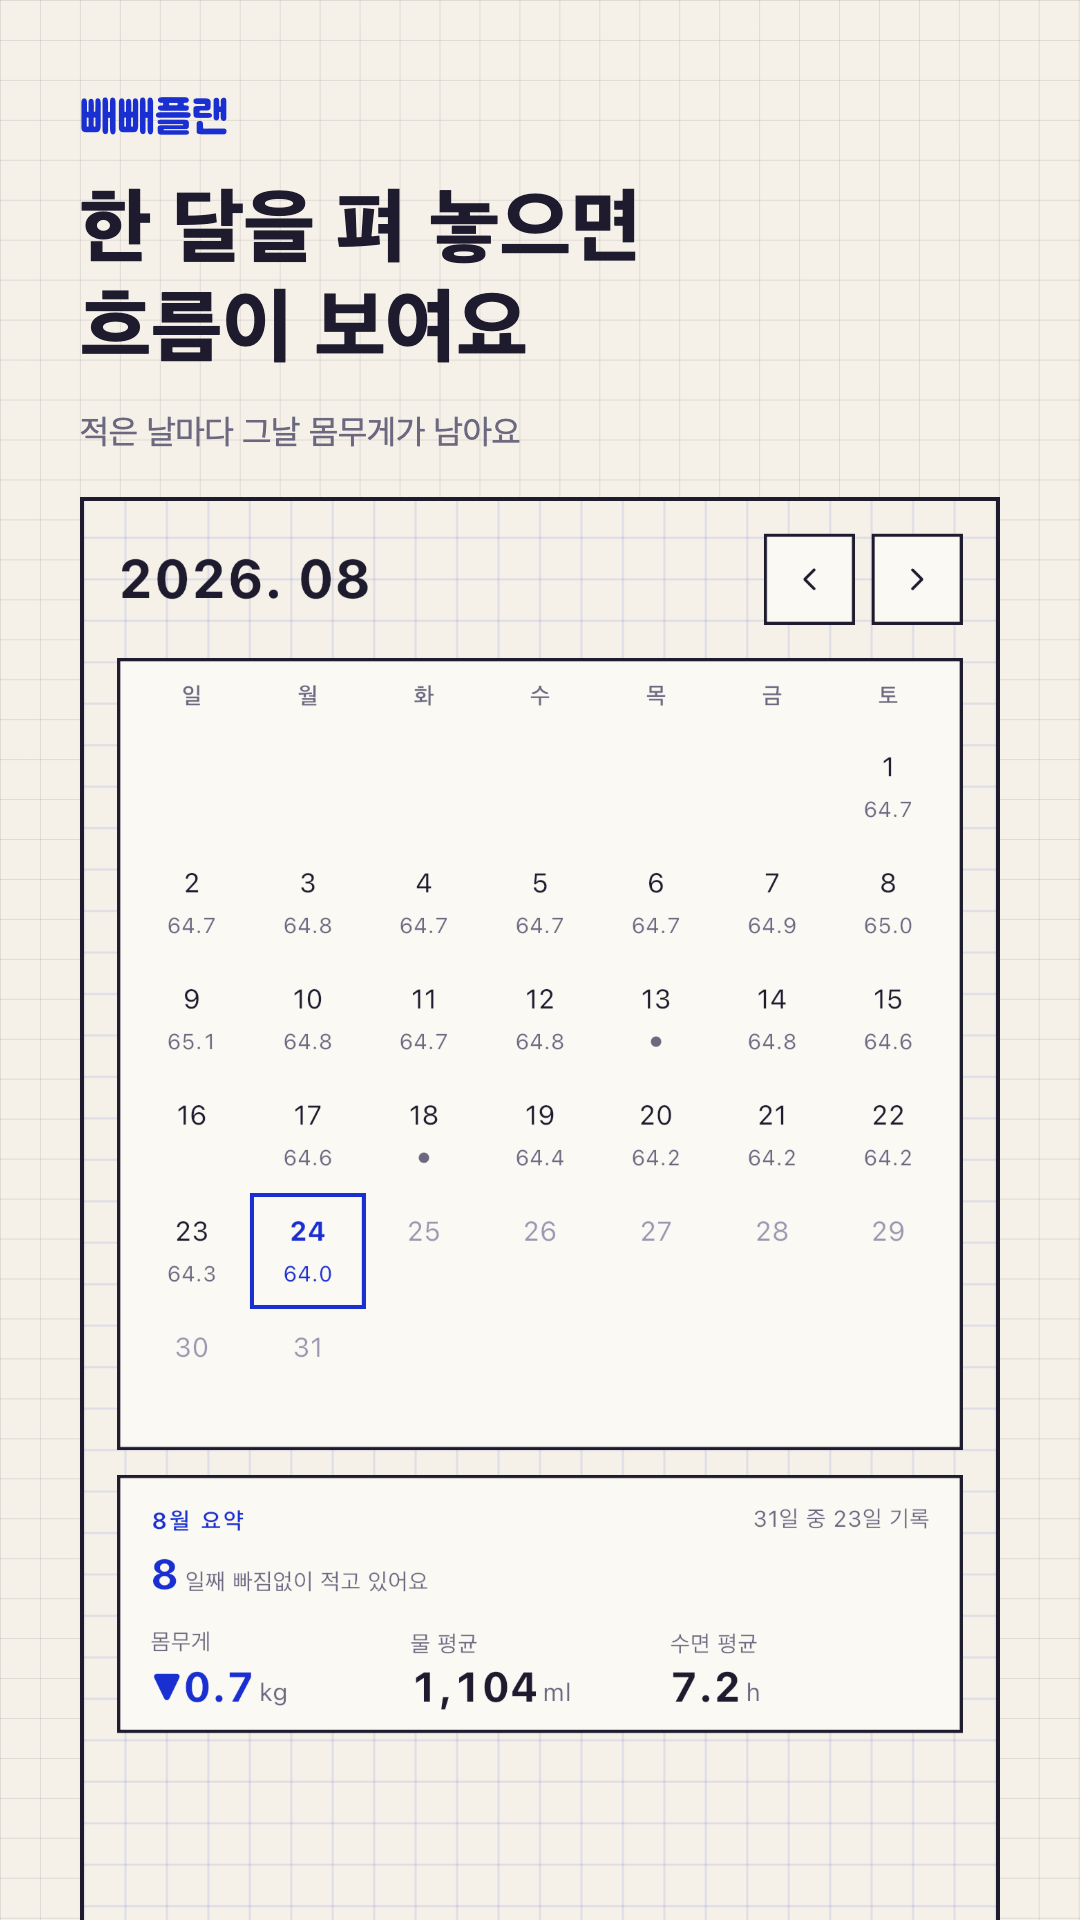 빼빼플랜
한 달을 펴 놓으면
흐름이 보여요
적은 날마다 그날 몸무게가 남아요
2026. 08
일 월 화 수 목 금 토
1
64.7
2 3 4 5 6 7 8
64.7 64.8 64.7 64.7 64.7 64.9 65.0
9 10 11 12 13 14 15
65.1 64.8 64.7 64.8 64.8 64.6
16 17 18 19 20 21 22
64.6 64.4 64.2 64.2 64.2
23 24 25 26 27 28 29
64.3 64.0
30 31
8월 요약 31일 중 23일 기록
8 일째 빠짐없이 적고 있어요
몸무게 물 평균 수면 평균
▼0.7 kg 1,104 ml 7.2 h